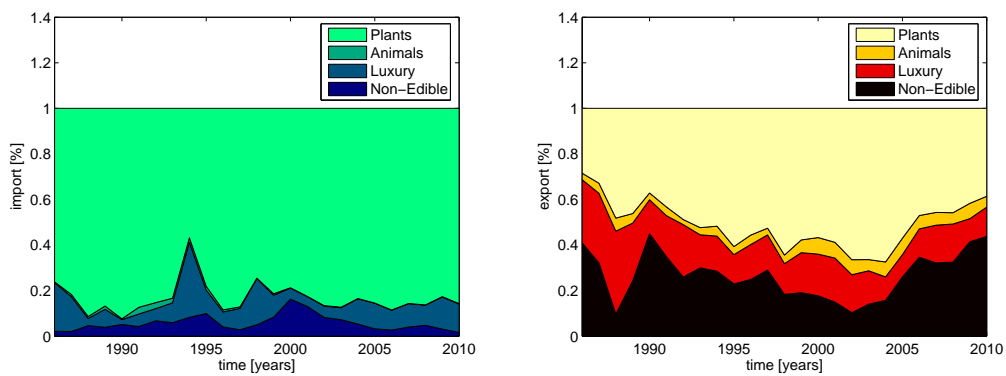 1.4
1.2
1
0.8
0.6
0.4
0.2
0
import [%]
Plants
Animals
Luxury
Non-Edible
1990
1995
2000
2005
2010
time [years]
1.4
1.2
1
0.8
0.6
0.4
0.2
0
export [%]
Plants
Animals
Luxury
Non-Edible
1990
1995
2000
2005
2010
time [years]